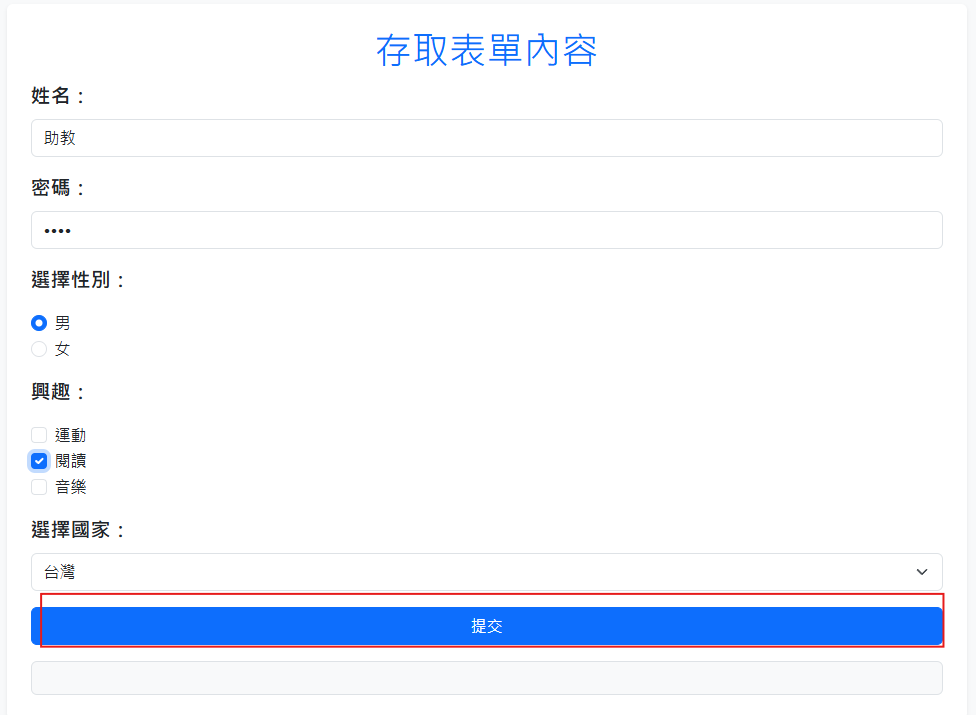 存取表單內容
姓名：
助教
密碼：
••••
選擇性別：
男
女
興趣：
運動
閱讀
音樂
選擇國家：
台灣
提交